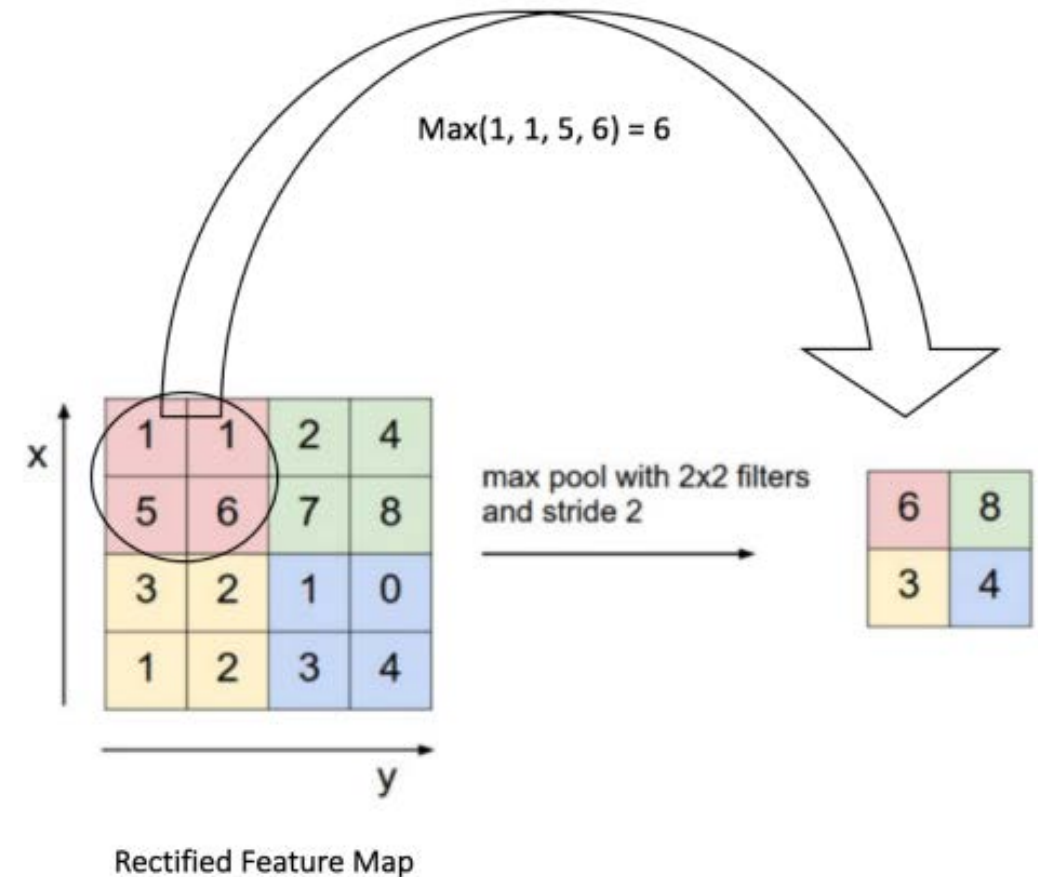 Max(1, 1, 5, 6) = 6
x
1 1 2 4
5 6 7 8
3 2 1 0
1 2 3 4
y
max pool with 2x2 filters
and stride 2
6 8
3 4
Rectified Feature Map